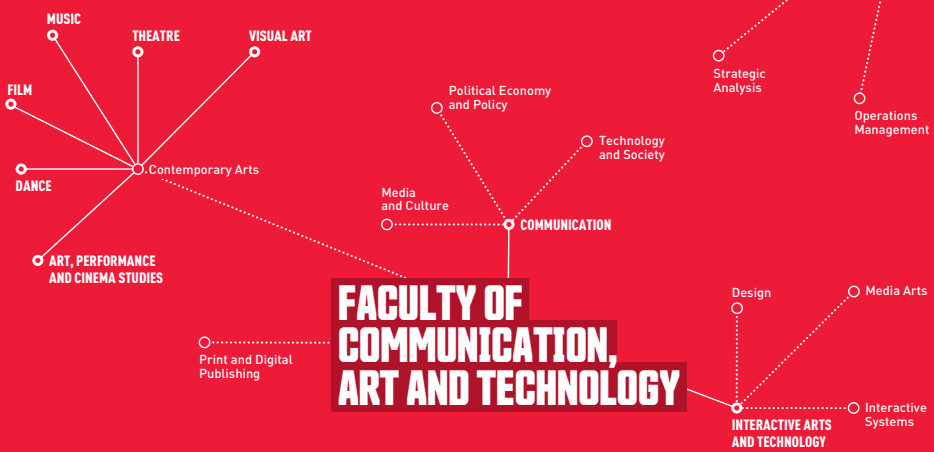 MUSIC
THEATRE
VISUAL ART
FILM
Strategic
Analysis
Political Economy
and Policy
Operations
Management
Technology
and Society
Contemporary Arts
DANCE
Media
and Culture
COMMUNICATION
ART, PERFORMANCE
AND CINEMA STUDIES
FACULTY OF
COMMUNICATION,
ART AND TECHNOLOGY
Design
Media Arts
Print and Digital
Publishing
Interactive
Systems
INTERACTIVE ARTS
AND TECHNOLOGY